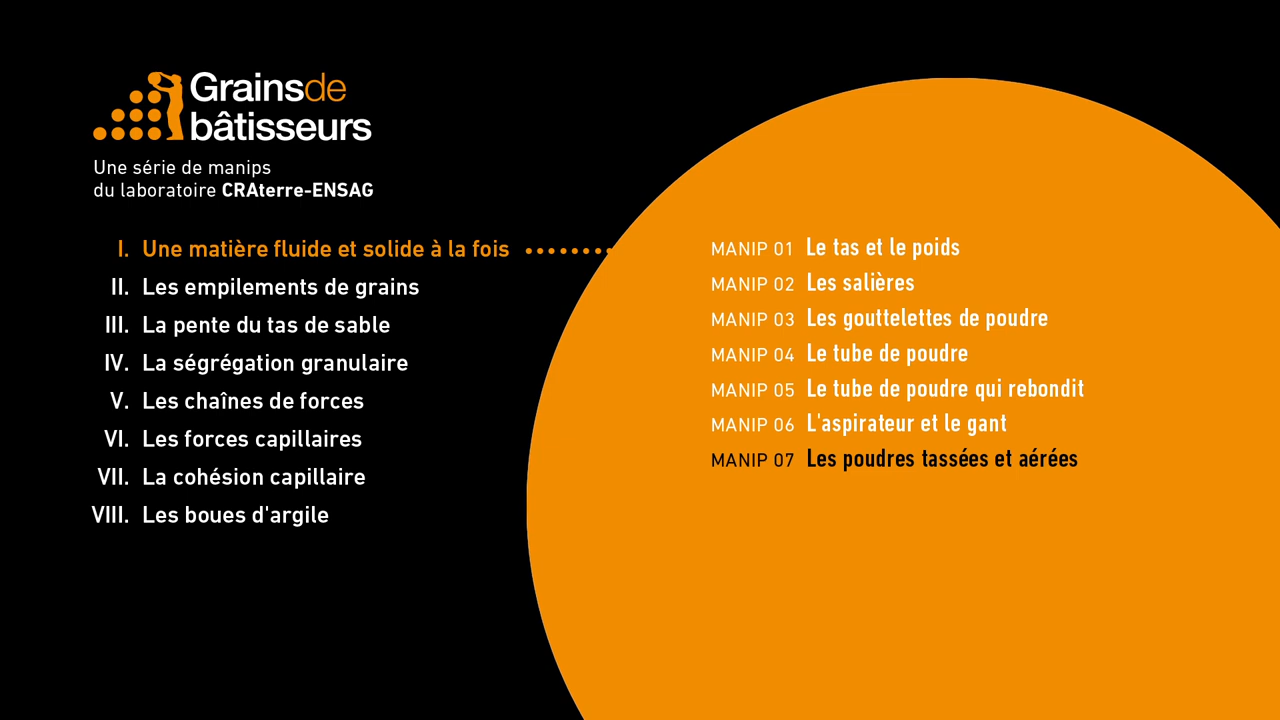 Grainsde
bâtisseurs
Une série de manips
du laboratoire CRAterre-ENSAG
I. Une matière fluide et solide à la fois
II. Les empilements de grains
III. La pente du tas de sable
IV. La ségrégation granulaire
V. Les chaînes de forces
VI. Les forces capillaires
VII. La cohésion capillaire
VIII. Les boues d'argile
MANIP 01 Le tas et le poids
MANIP 02 Les salières
MANIP 03 Les gouttelettes de poudre
MANIP 04 Le tube de poudre
MANIP 05 Le tube de poudre qui rebondit
MANIP 06 L'aspirateur et le gant
MANIP 07 Les poudres tassées et aérées